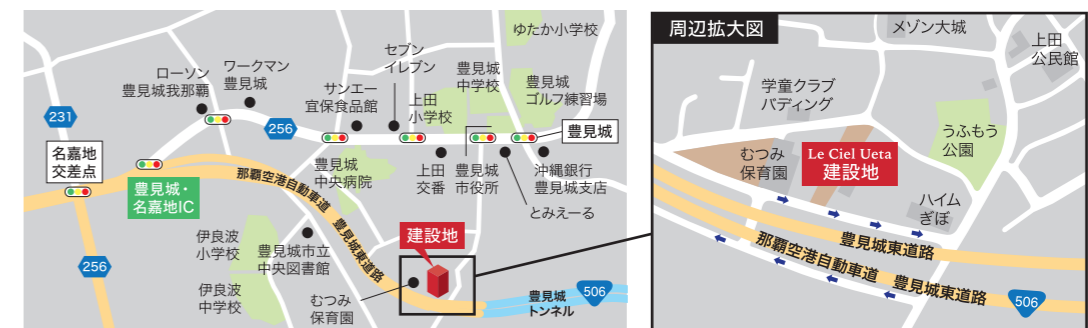 ゆたか小学校
セブン
イレブン
ワークマン
豊見城
ローソン
豊見城我那覇
サンエー
宜保食品館
上田
小学校
豊見城
中学校
豊見城
ゴルフ練習場
231
256
豊見城
名嘉地
交差点
豊見城・
名嘉地IC
那覇空港自動車道 豊見城東道路
豊見城
中央病院
上田
交番
豊見城
市役所
沖縄銀行
豊見城支店
とみえーる
建設地
伊良波
小学校
豊見城市立
中央図書館
256
伊良波
中学校
むつみ
保育園
豊見城
トンネル
506
周辺拡大図
メゾン大城
上田
公民館
学童クラブ
バディング
うふもう
公園
むつみ
保育園
Le Ciel Ueta
建設地
ハイム
ぎぼ
豊見城東道路
那覇空港自動車道 豊見城東道路
506